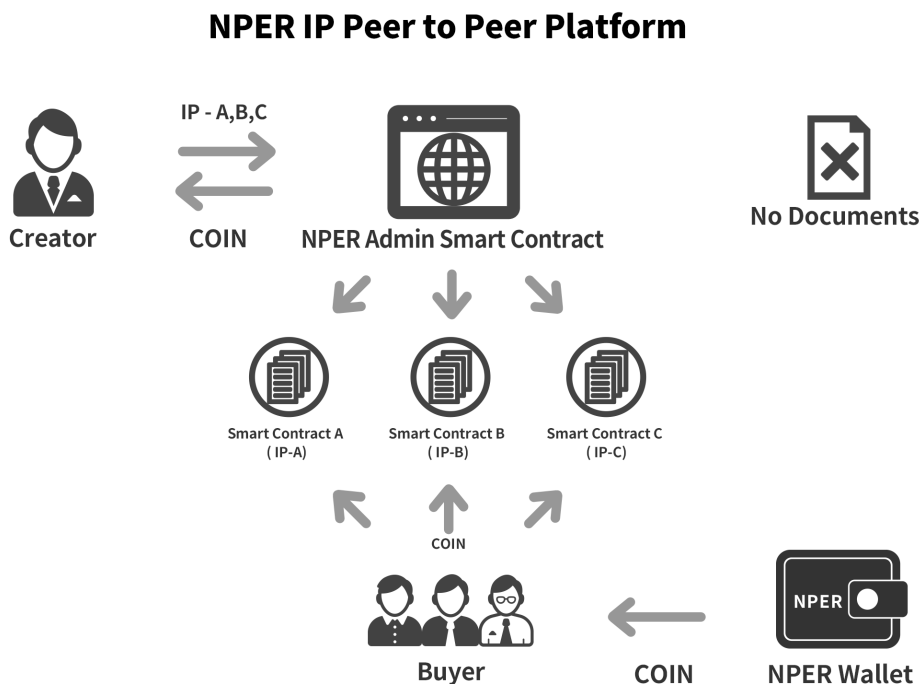 NPER IP Peer to Peer Platform
IP - A,B,C
Creator
COIN
NPER Admin Smart Contract
No Documents
Smart Contract A
( IP-A)
Smart Contract B
( IP-B)
Smart Contract C
( IP-C)
COIN
Buyer
COIN
NPER
NPER Wallet